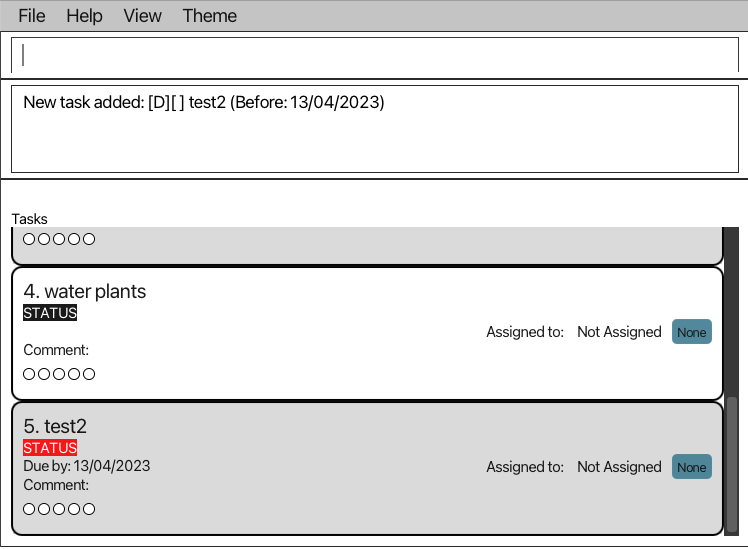 File Help View Theme
New task added: [D][ ] test2 (Before: 13/04/2023)
Tasks
4. water plants
STATUS
Assigned to: Not Assigned None
Comment:
5. test2
STATUS
Due by: 13/04/2023
Assigned to: Not Assigned None
Comment: